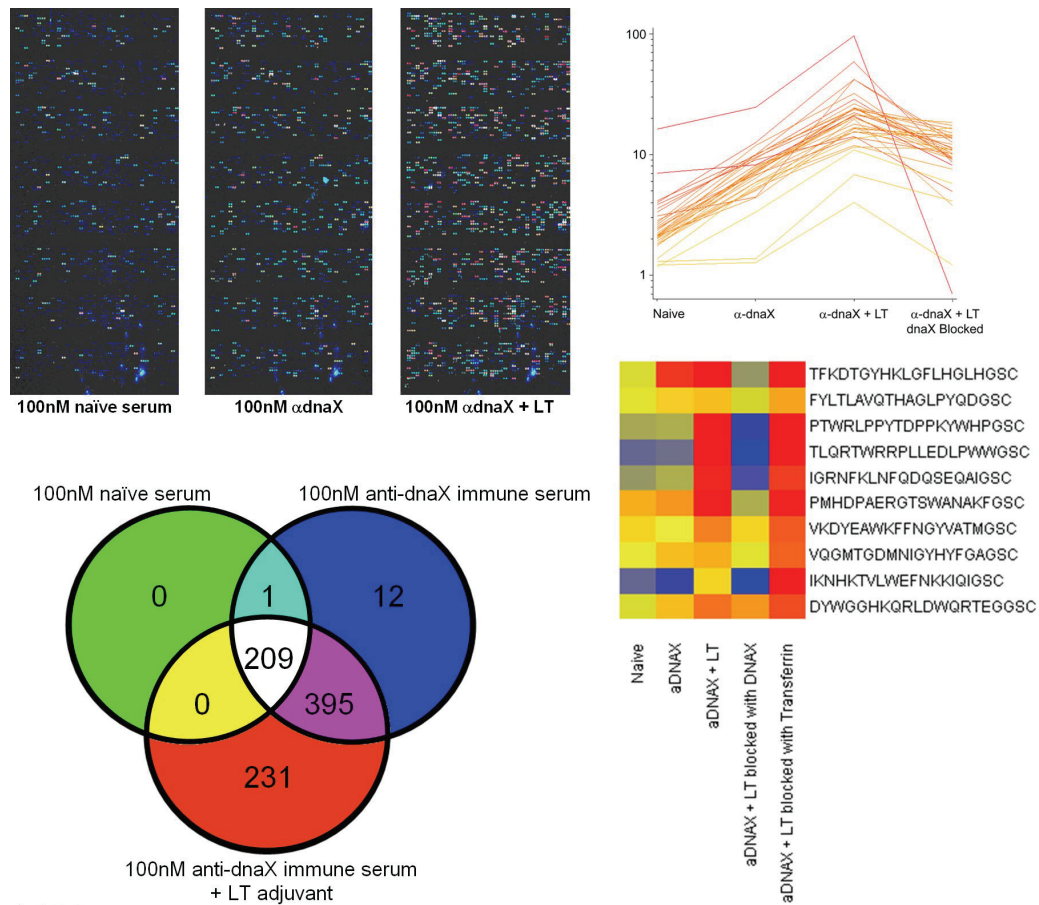 100nM naïve serum
100nM αdnaX
100nM αdnaX + LT
100
10
1
Naive
α-dnaX
α-dnaX + LT
α-dnaX + LT
dnaX Blocked
100nM naïve serum
100nM anti-dnaX immune serum
0
1
12
209
0
395
231
100nM anti-dnaX immune serum
+ LT adjuvant
TFKDTGYHKLGFLHGLHGSC
FYLTLAVQTHAGLPYQDGSC
PTWRLPPYTDPPKYWHPGSC
TLQRTWRRPLLEDLPWWGSC
IGRNFKLNFQDQSEQAIGSC
PMHDPAERGTSWANAKFGSC
VKDYEAWKFFNGYVATMGSC
VQGMTGDMNIGYHYFGAGSC
IKNHKTVLWEFNKKIQIGSC
DYWGGHKQRLDWQRTEGGSC
Naive
aDNAX
aDNAX + LT
aDNAX + LT blocked with DNAX
aDNAX + LT blocked with Transferrin